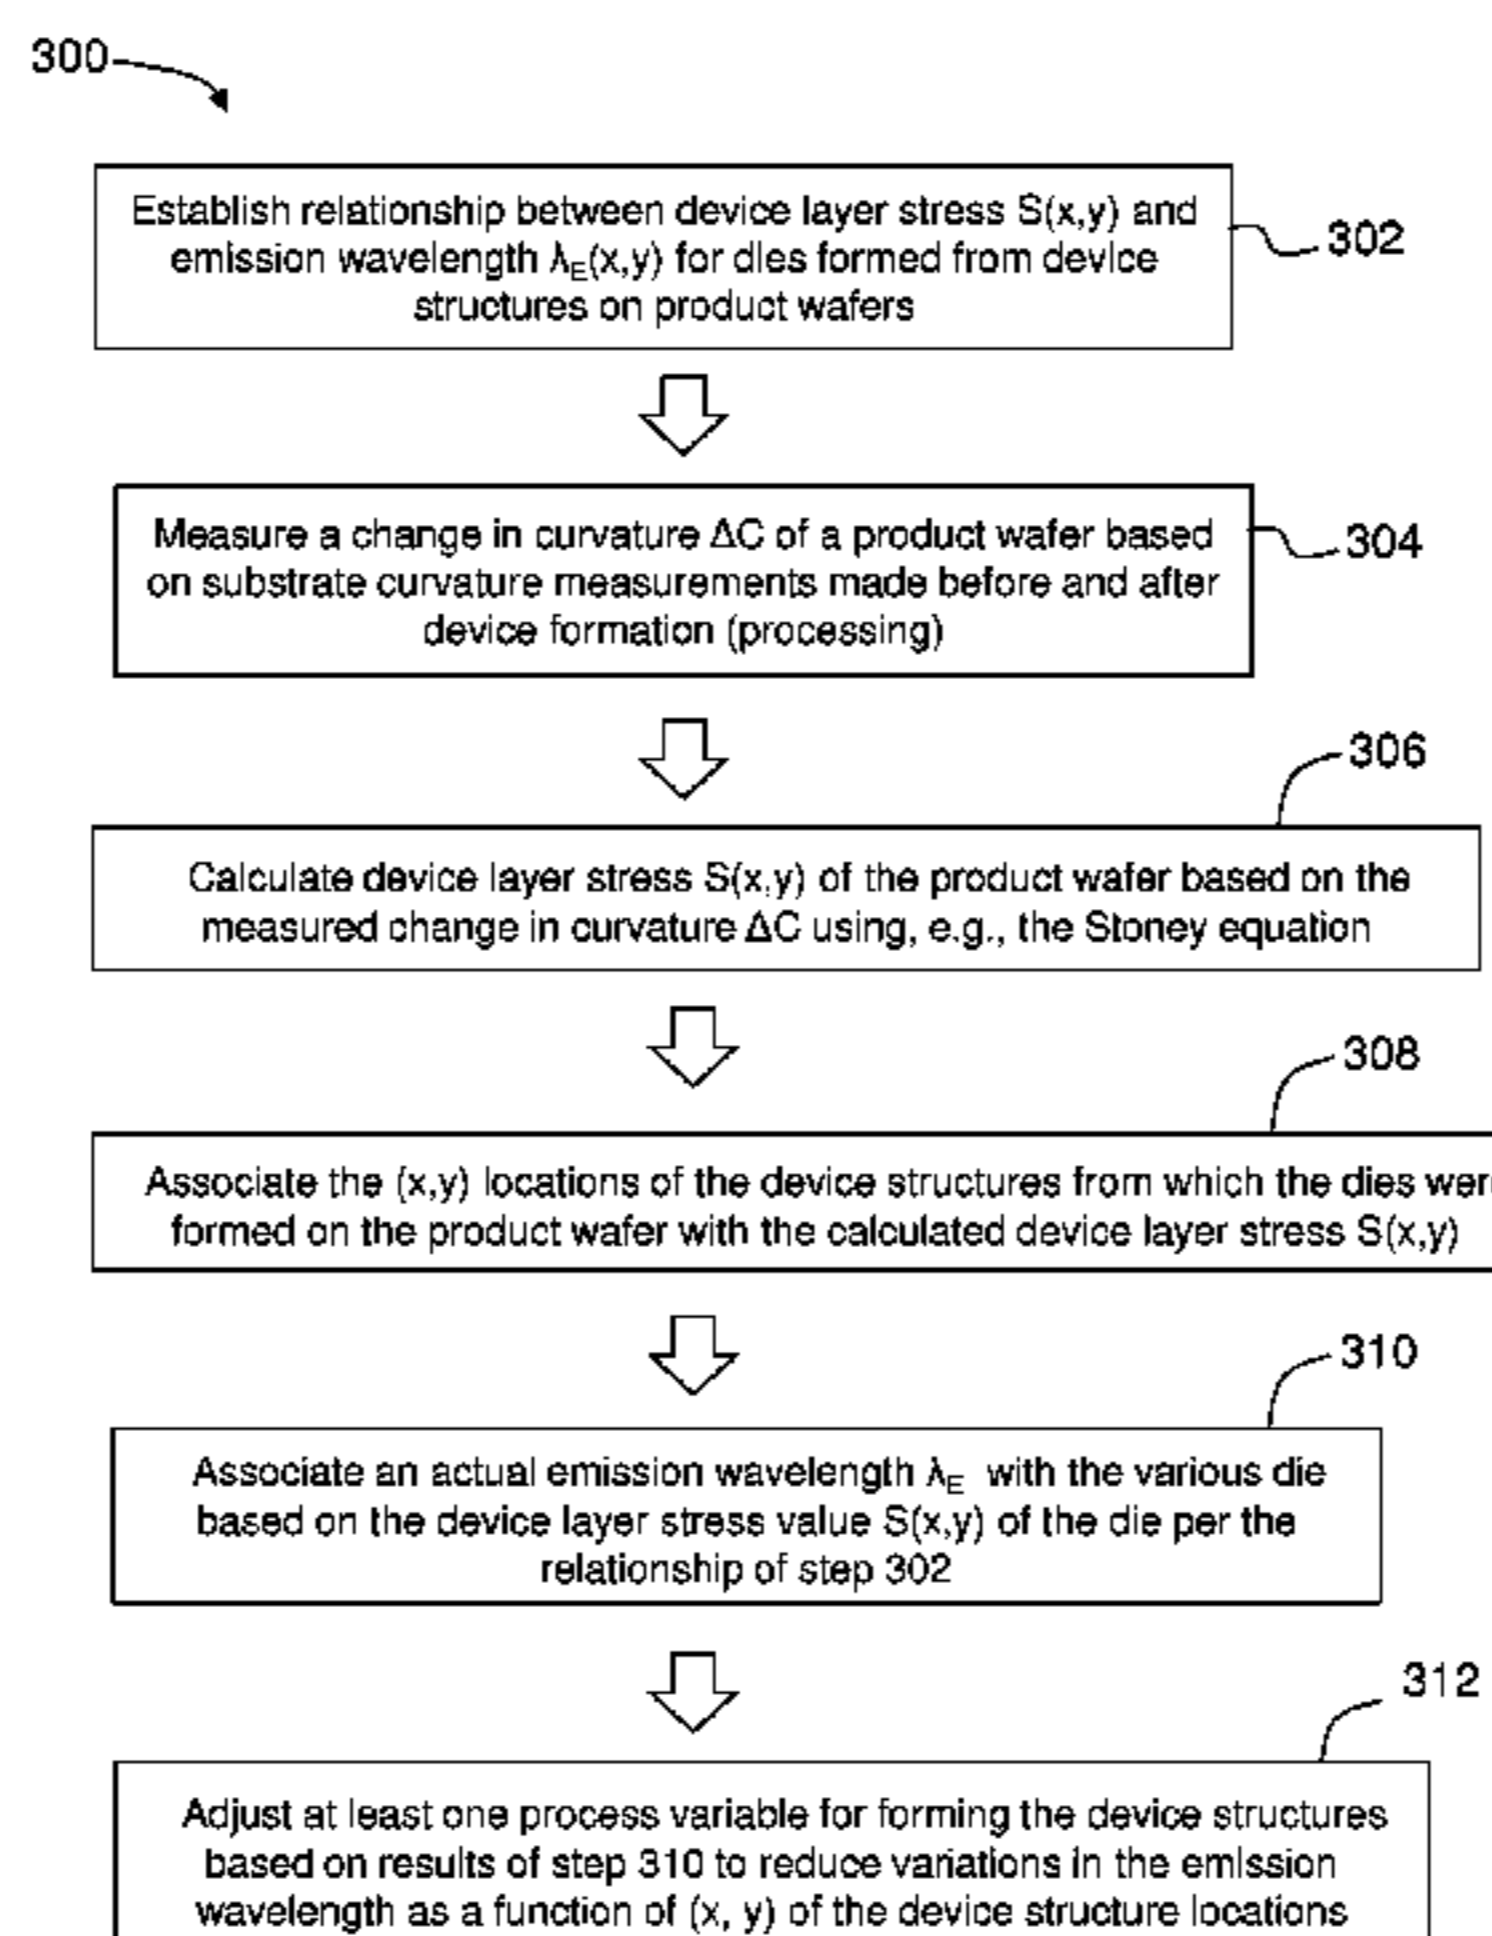 300
Establish relationship between device layer stress S(x,y) and
emission wavelength λE(x,y) for dies formed from device
structures on product wafers
302
Measure a change in curvature ΔC of a product wafer based
on substrate curvature measurements made before and after
device formation (processing)
304
306
Calculate device layer stress S(x,y) of the product wafer based on the
measured change in curvature ΔC using, e.g., the Stoney equation
308
Associate the (x,y) locations of the device structures from which the dies were
formed on the product wafer with the calculated device layer stress S(x,y)
310
Associate an actual emission wavelength λE with the various die
based on the device layer stress value S(x,y) of the die per the
relationship of step 302
312
Adjust at least one process variable for forming the device structures
based on results of step 310 to reduce variations in the emission
wavelength as a function of (x, y) of the device structure locations